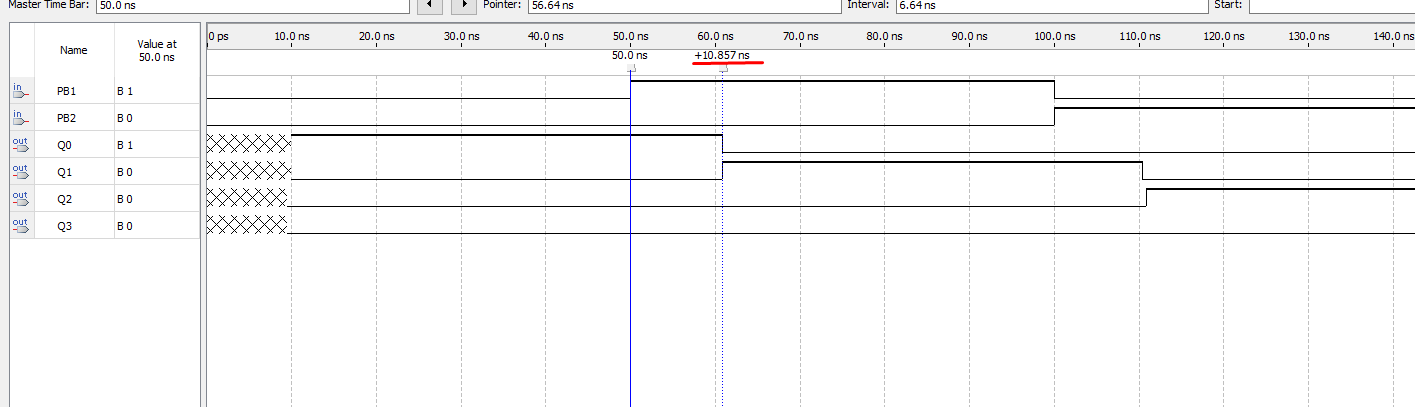 Master Time Bar: 50.0 ns Pointer: 56.64 ns Interval: 6.64 ns Start:
Name Value at 50.0 ns
0 ps 10.0 ns 20.0 ns 30.0 ns 40.0 ns 50.0 ns 60.0 ns 70.0 ns 80.0 ns 90.0 ns 100.0 ns 110.0 ns 120.0 ns 130.0 ns 140.0 ns
50.0 ns +10.857 ns
in PB1 B 1
in PB2 B 0
out Q0 B 1
out Q1 B 0
out Q2 B 0
out Q3 B 0